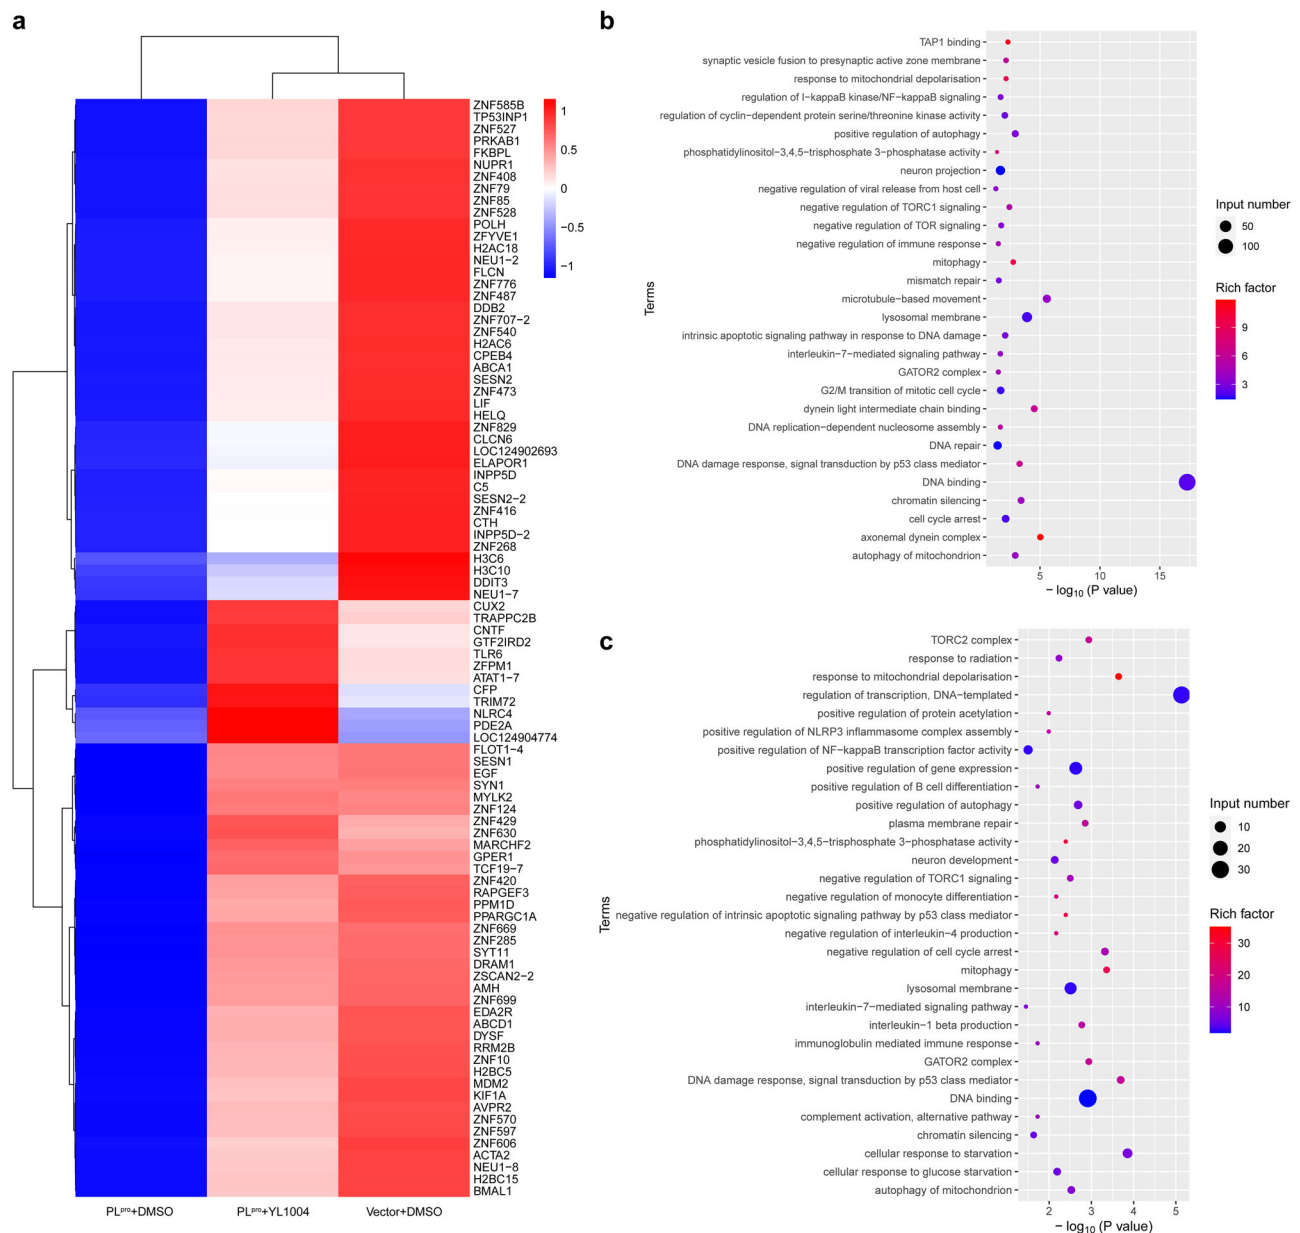 a
ZNF585B
TP53INP1
ZNF527
PRKAB1
FKBPL
NUPR1
ZNF408
ZNF79
ZNF85
ZNF528
POLH
ZFYVE1
H2AC18
NEU1−2
FLCN
ZNF776
ZNF487
DDB2
ZNF707−2
ZNF540
H2AC6
CPEB4
ABCA1
SESN2
ZNF473
LIF
HELQ
ZNF829
CLCN6
LOC124902693
ELAPOR1
INPP5D
C5
SESN2−2
ZNF416
CTH
INPP5D−2
ZNF268
H3C6
H3C10
DDIT3
NEU1−7
CUX2
TRAPPC2B
CNTF
GTF2IRD2
TLR6
ZFPM1
ATAT1−7
CFP
TRIM72
NLRC4
PDE2A
LOC124904774
FLOT1−4
SESN1
EGF
SYN1
MYLK2
ZNF124
ZNF429
ZNF630
MARCHF2
GPER1
TCF19−7
ZNF420
RAPGEF3
PPM1D
PPARGC1A
ZNF669
ZNF285
SYT11
DRAM1
ZSCAN2−2
AMH
ZNF699
EDA2R
ABCD1
DYSF
RRM2B
ZNF10
H2BC5
MDM2
KIF1A
AVPR2
ZNF570
ZNF597
ZNF606
ACTA2
NEU1−8
H2BC15
BMAL1
1
0.5
0
−0.5
−1
PLᵖʳᵒ+DMSO
PLᵖʳᵒ+YL1004
Vector+DMSO
b
Terms
TAP1 binding
synaptic vesicle fusion to presynaptic active zone membrane
response to mitochondrial depolarisation
regulation of I−kappaB kinase/NF−kappaB signaling
regulation of cyclin−dependent protein serine/threonine kinase activity
positive regulation of autophagy
phosphatidylinositol−3,4,5−trisphosphate 3−phosphatase activity
neuron projection
negative regulation of viral release from host cell
negative regulation of TORC1 signaling
negative regulation of TOR signaling
negative regulation of immune response
mitophagy
mismatch repair
microtubule−based movement
lysosomal membrane
intrinsic apoptotic signaling pathway in response to DNA damage
interleukin−7−mediated signaling pathway
GATOR2 complex
G2/M transition of mitotic cell cycle
dynein light intermediate chain binding
DNA replication−dependent nucleosome assembly
DNA repair
DNA damage response, signal transduction by p53 class mediator
DNA binding
chromatin silencing
cell cycle arrest
axonemal dynein complex
autophagy of mitochondrion
5 10 15
− log₁₀ (P value)
Input number
50
100
Rich factor
9
6
3
c
Terms
TORC2 complex
response to radiation
response to mitochondrial depolarisation
regulation of transcription, DNA−templated
positive regulation of protein acetylation
positive regulation of NLRP3 inflammasome complex assembly
positive regulation of NF−kappaB transcription factor activity
positive regulation of gene expression
positive regulation of B cell differentiation
positive regulation of autophagy
plasma membrane repair
phosphatidylinositol−3,4,5−trisphosphate 3−phosphatase activity
neuron development
negative regulation of TORC1 signaling
negative regulation of monocyte differentiation
negative regulation of intrinsic apoptotic signaling pathway by p53 class mediator
negative regulation of interleukin−4 production
negative regulation of cell cycle arrest
mitophagy
lysosomal membrane
interleukin−7−mediated signaling pathway
interleukin−1 beta production
immunoglobulin mediated immune response
GATOR2 complex
DNA damage response, signal transduction by p53 class mediator
DNA binding
complement activation, alternative pathway
chromatin silencing
cellular response to starvation
cellular response to glucose starvation
autophagy of mitochondrion
2 3 4 5
− log₁₀ (P value)
Input number
10
20
30
Rich factor
30
20
10